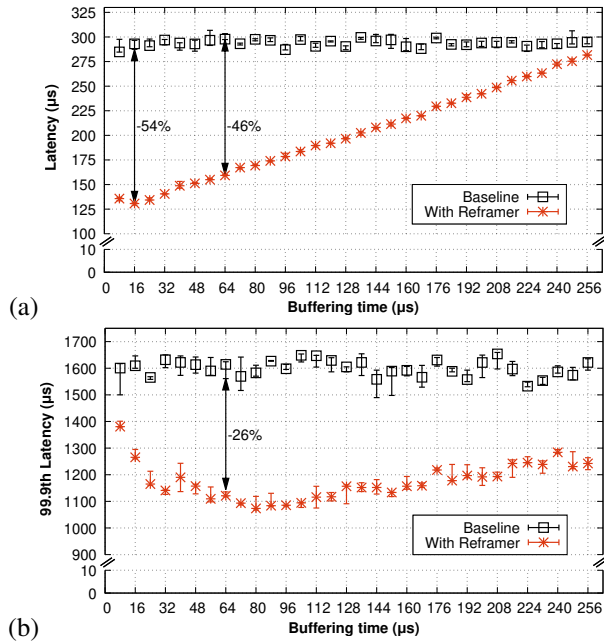 (a)
Latency (µs)
300
275
250
225
200
175
150
125
100
10
0
-54%
-46%
Baseline
With Reframer
0 16 32 48 64 80 96 112 128 144 160 176 192 208 224 240 256
Buffering time (µs)
(b)
99.9th Latency (µs)
1700
1600
1500
1400
1300
1200
1100
1000
900
10
0
-26%
Baseline
With Reframer
0 16 32 48 64 80 96 112 128 144 160 176 192 208 224 240 256
Buffering time (µs)